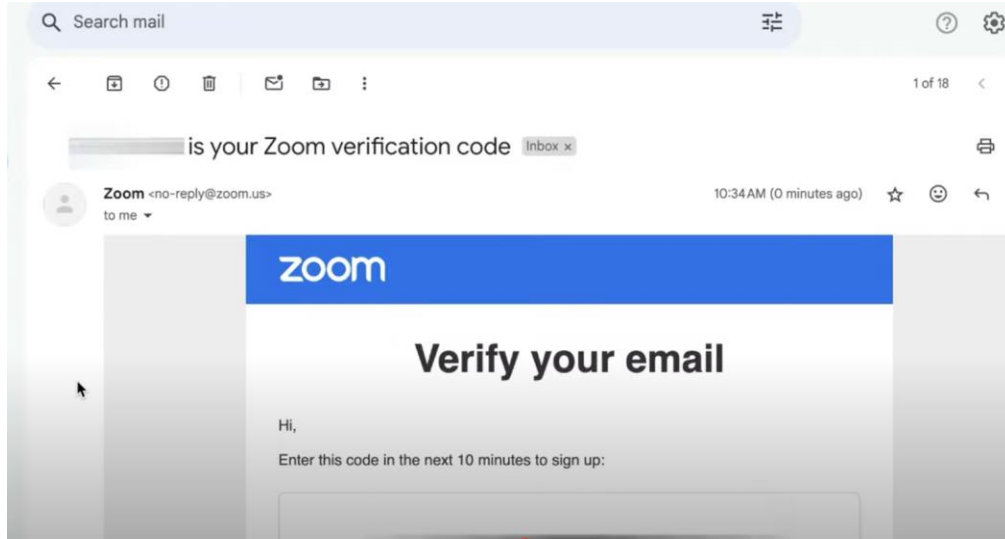 Search mail
1 of 18
is your Zoom verification code Inbox x
Zoom <no-reply@zoom.us> 10:34 AM (0 minutes ago)
to me
zoom
Verify your email
Hi,
Enter this code in the next 10 minutes to sign up: